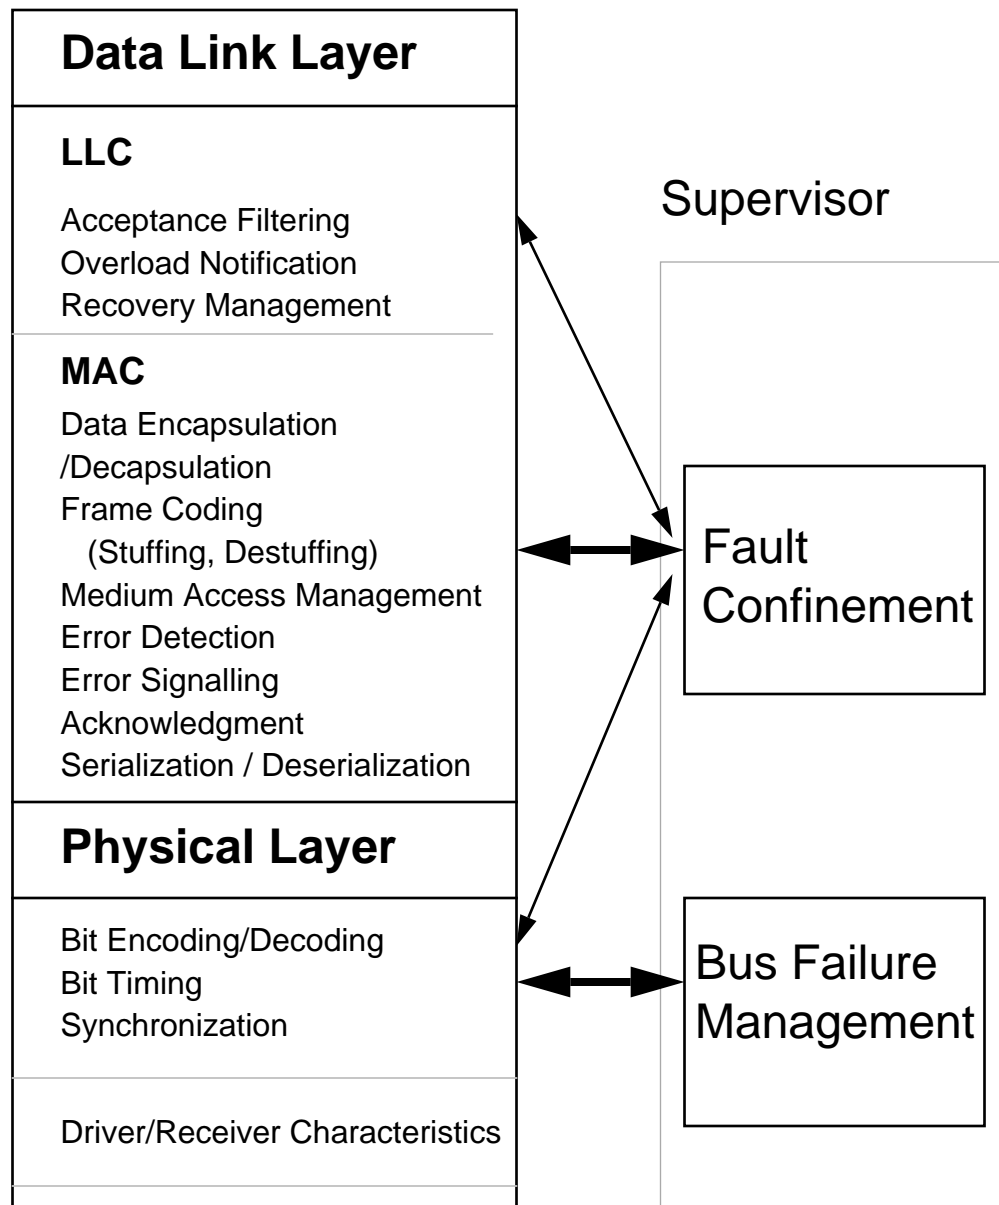 Data Link Layer
LLC
Acceptance Filtering
Overload Notification
Recovery Management
MAC
Data Encapsulation
/Decapsulation
Frame Coding
(Stuffing, Destuffing)
Medium Access Management
Error Detection
Error Signalling
Acknowledgment
Serialization / Deserialization
Physical Layer
Bit Encoding/Decoding
Bit Timing
Synchronization
Driver/Receiver Characteristics
Supervisor
Fault
Confinement
Bus Failure
Management